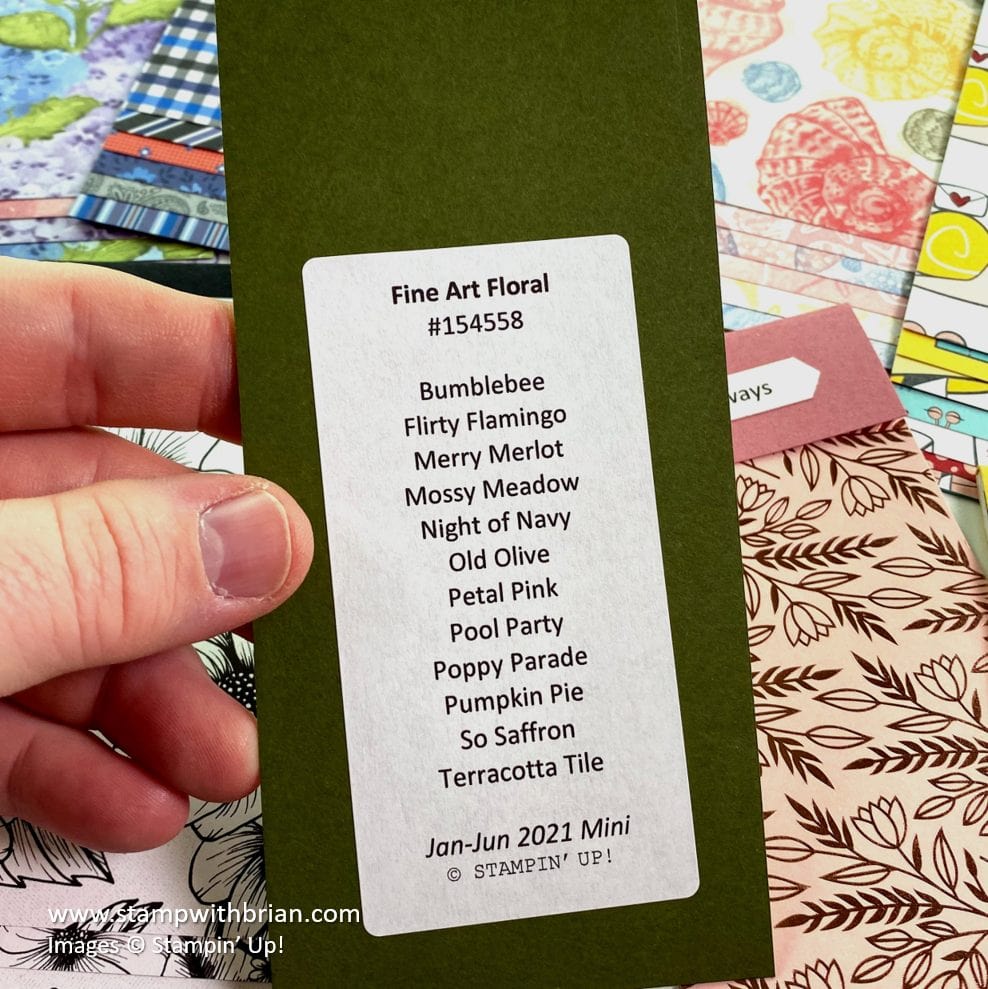 Fine Art Floral
#154558
Bumblebee
Flirty Flamingo
Merry Merlot
Mossy Meadow
Night of Navy
Old Olive
Petal Pink
Pool Party
Poppy Parade
Pumpkin Pie
So Saffron
Terracotta Tile
Jan-Jun 2021 Mini
© STAMPIN' UP!
www.stampwithbrian.com
Images © Stampin' Up!